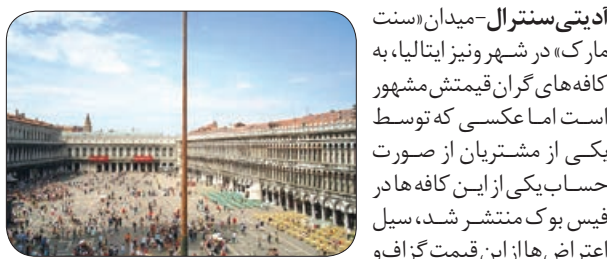 آدیتی‌سنترال-میدان«سنت
مارک» در شهر ونیز ایتالیا، به
کافه‌های گران قیمتش مشهور
است اما عکسی که توسط
یکی از مشتریان از صورت
حساب یکی از این کافه ها در
فیس بوک منتشر شد، سیل
اعتراض ها از این قیمت گزاف و